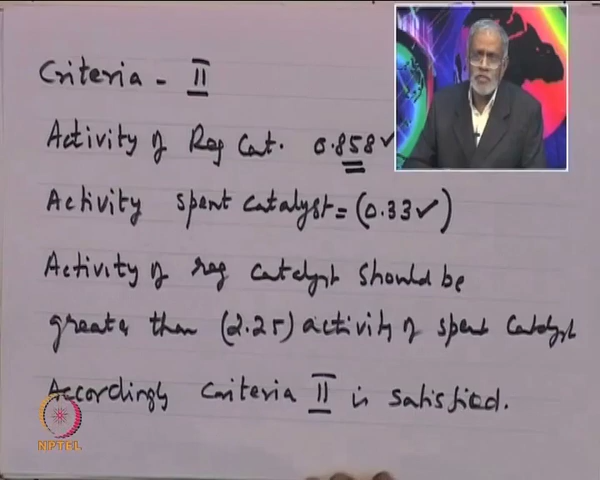 Criteria - II
Activity of Reg Cat. 0.858✓
Activity spent catalyst = (0.33✓)
Activity of reg catalyst should be
greater than (2.25) activity of spent catalyst
Accordingly Criteria II is satisfied.
NPTEL